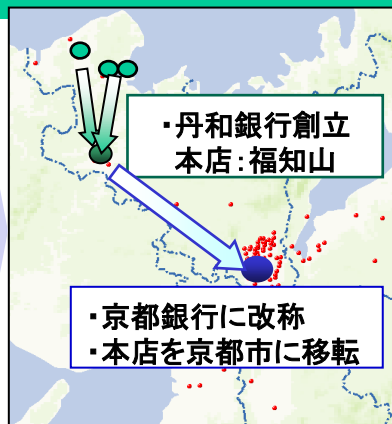 ・丹和銀行創立
本店：福知山
・京都銀行に改称
・本店を京都市に移転